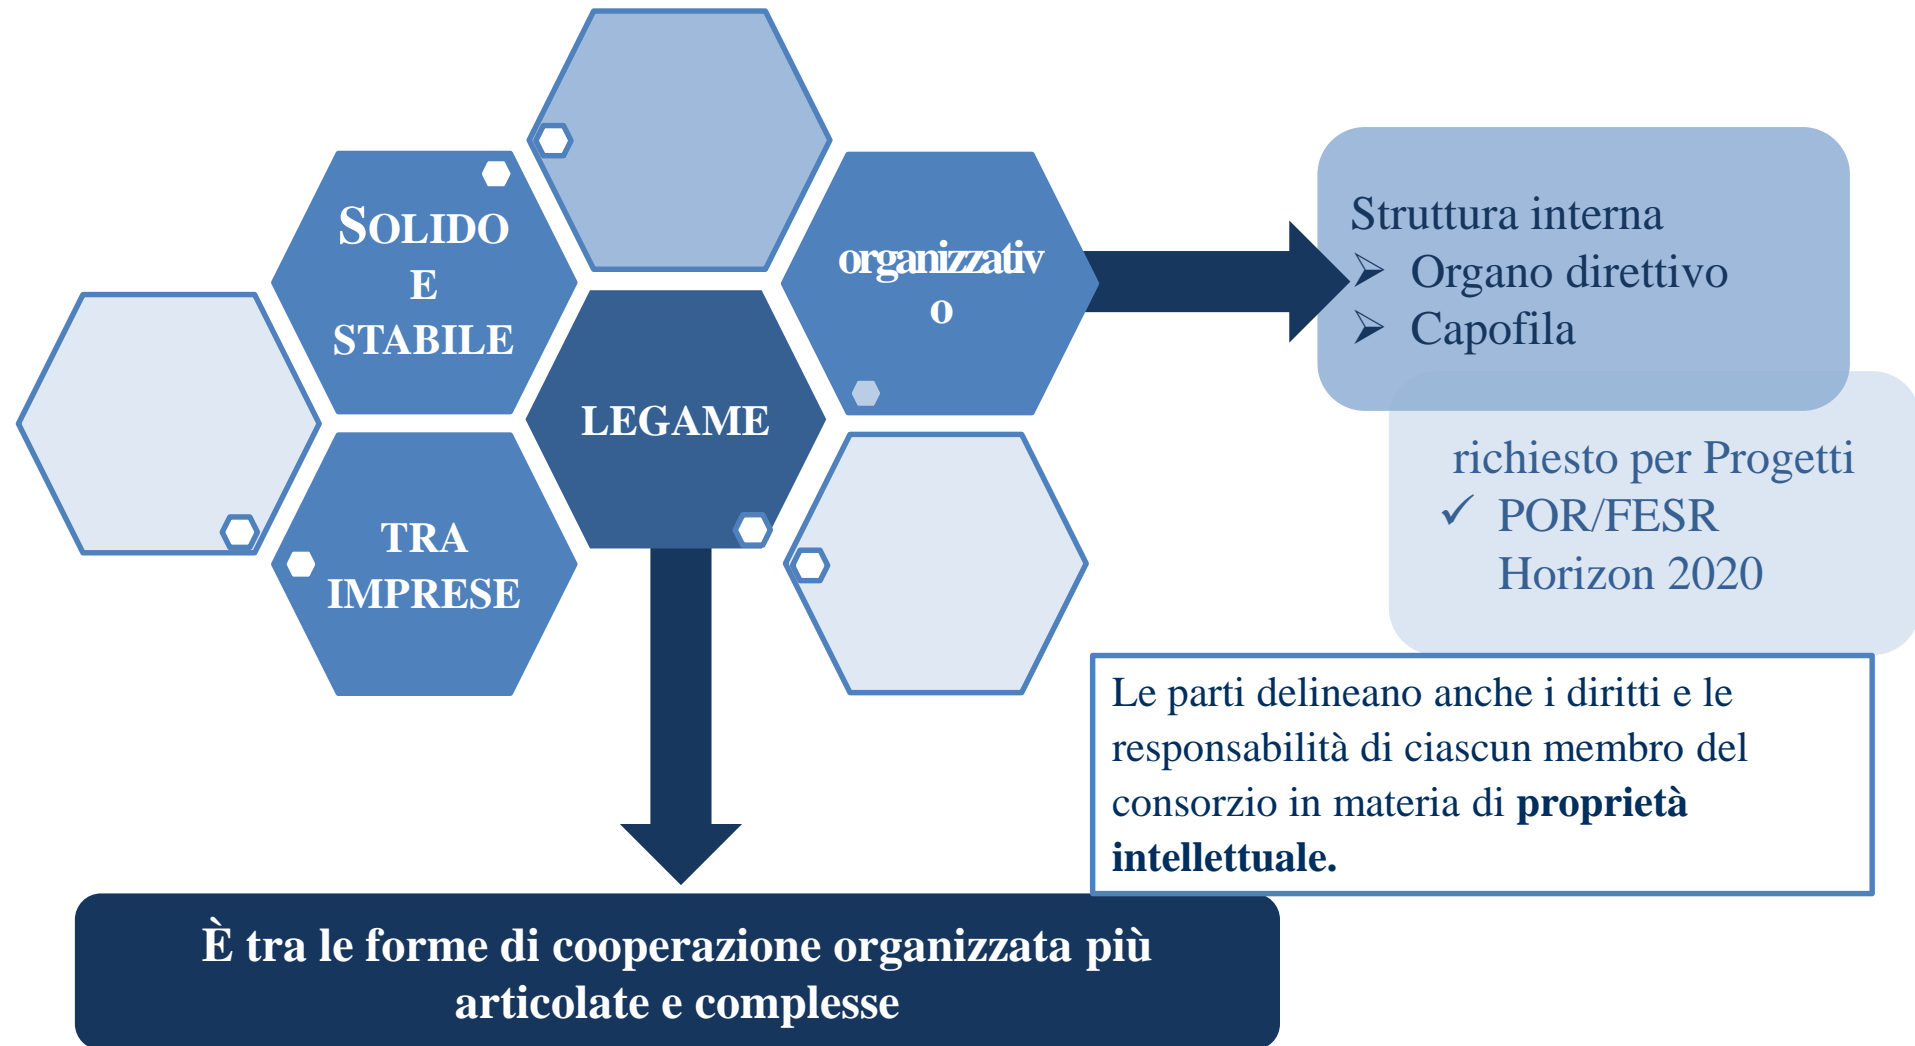 SOLIDO
E
STABILE
organizzativ
o
LEGAME
TRA
IMPRESE
Struttura interna
➢ Organo direttivo
➢ Capofila
richiesto per Progetti
✓ POR/FESR
Horizon 2020
Le parti delineano anche i diritti e le
responsabilità di ciascun membro del
consorzio in materia di proprietà
intellettuale.
È tra le forme di cooperazione organizzata più
articolate e complesse